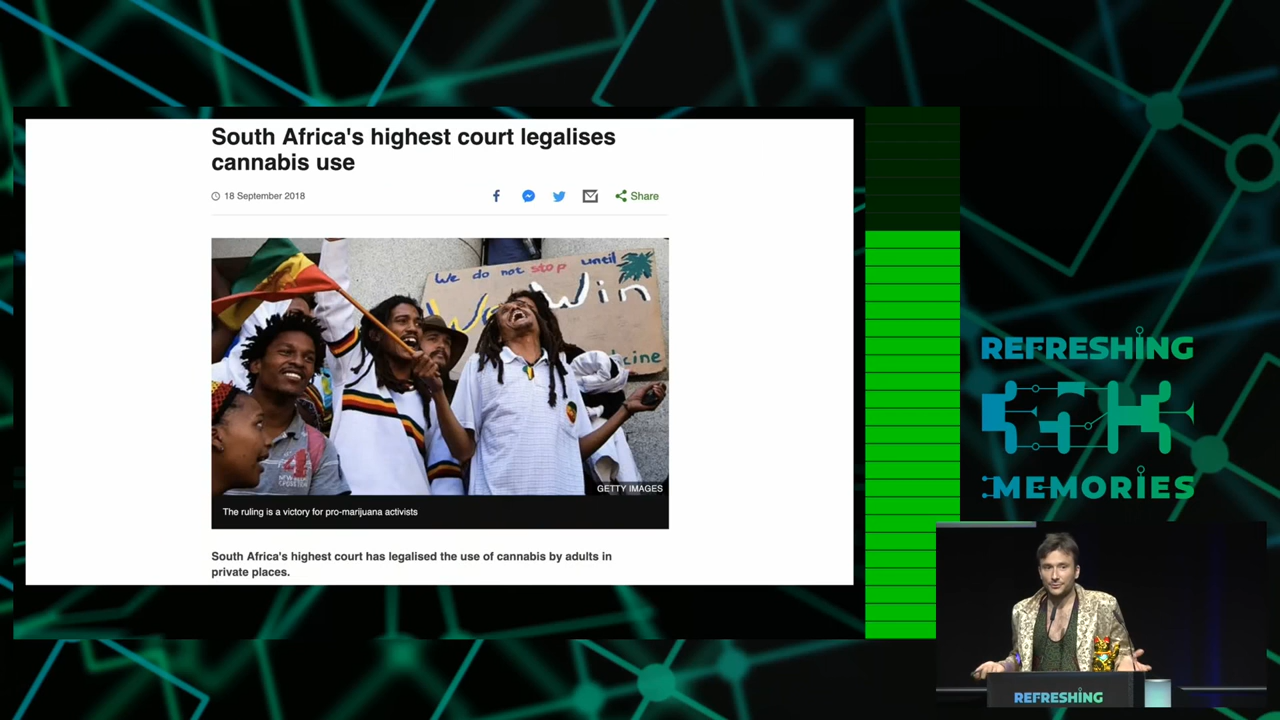 South Africa's highest court legalises
cannabis use
18 September 2018
Share
We do not stop until
We Win
cine
4
GETTY IMAGES
The ruling is a victory for pro-marijuana activists
South Africa's highest court has legalised the use of cannabis by adults in
private places.
REFRESHING
MEMORIES
REFRESHING